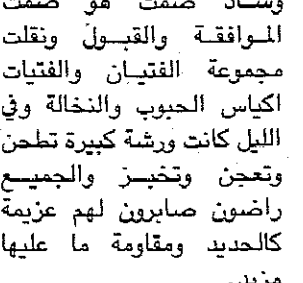 وساد صمت هو صمت
الموافقة والقبول ونقلت
مجموعة الفتيان والفتيات
اكياس الحبوب والنخالة وفي
الليل كانت ورشة كبيرة تطحن
وتعجن وتخبز والجميع
راضون صابرون لهم عزيمة
كالحديد ومقاومة ما عليها
مزيد..